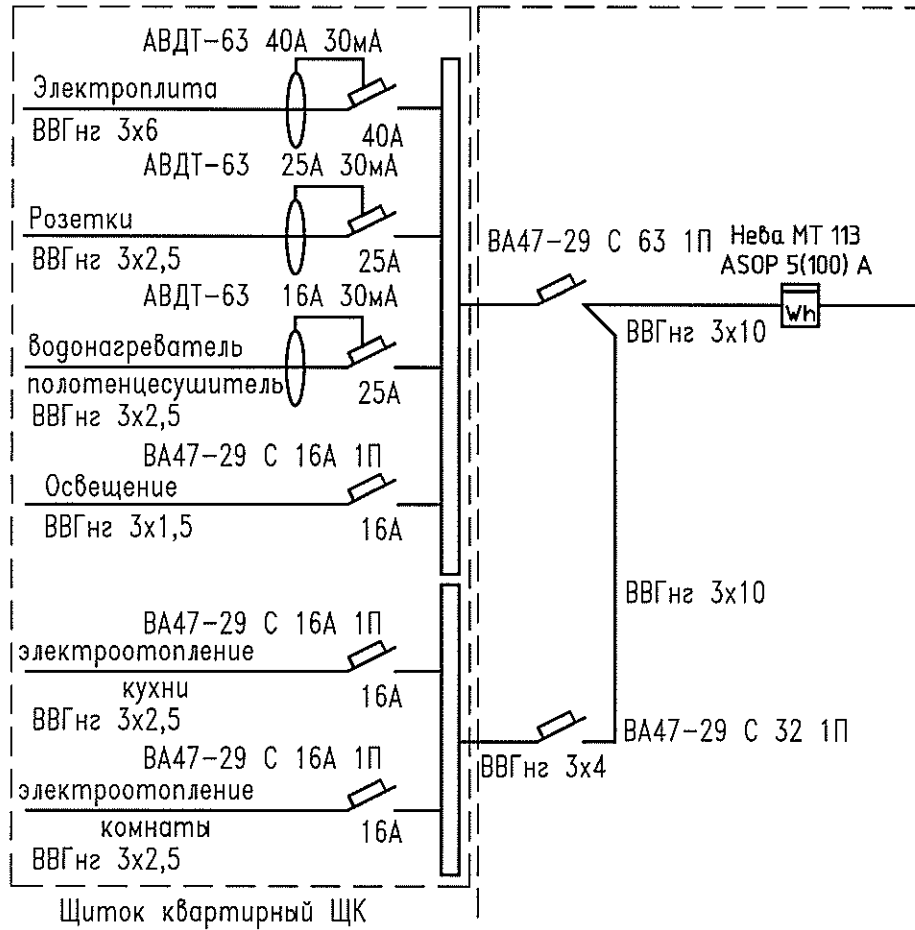 АВДТ-63 40А 30мА
Электроплита
ВВГнг 3х6
40А
АВДТ-63 25А 30мА
Розетки
ВВГнг 3х2,5
25А
АВДТ-63 16А 30мА
водонагреватель
полотенцесушитель
25А
ВВГнг 3х2,5
ВА47-29 С 16А 1П
Освещение
ВВГнг 3х1,5
16А
ВА47-29 С 16А 1П
электроотопление
кухни
16А
ВВГнг 3х2,5
ВА47-29 С 16А 1П
электроотопление
комнаты
16А
ВВГнг 3х2,5
Щиток квартирный ЩК
ВА47-29 С 63 1П
Нева МТ 113
ASOP 5(100) А
Wh
ВВГнг 3х10
ВВГнг 3х10
ВА47-29 С 32 1П
ВВГнг 3х4